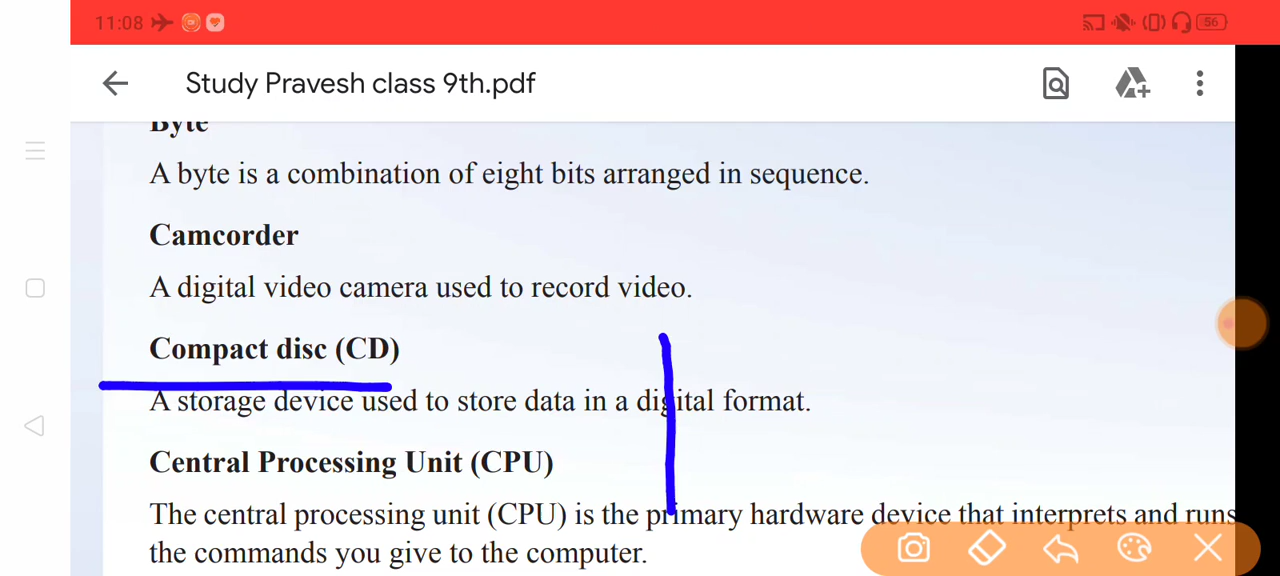 11:08
56
Study Pravesh class 9th.pdf
Byte
A byte is a combination of eight bits arranged in sequence.
Camcorder
A digital video camera used to record video.
Compact disc (CD)
A storage device used to store data in a digital format.
Central Processing Unit (CPU)
The central processing unit (CPU) is the primary hardware device that interprets and runs
the commands you give to the computer.